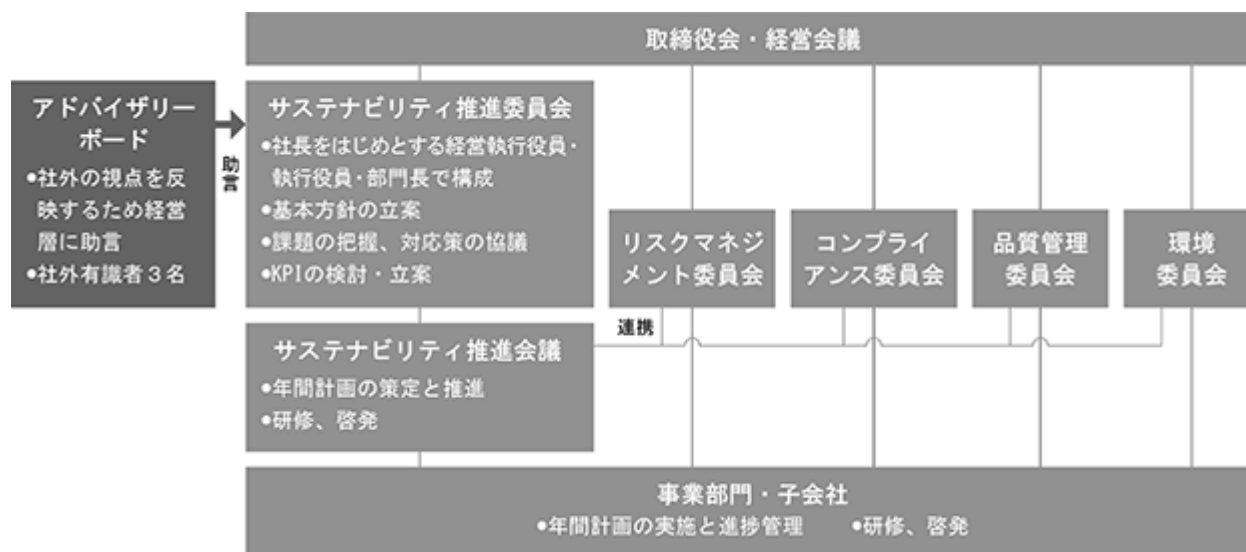 取締役会・経営会議
アドバイザリー
ボード
●社外の視点を反
映するため経営
層に助言
●社外有識者３名
助言
サステナビリティ推進委員会
●社長をはじめとする経営執行役員・
執行役員・部門長で構成
●基本方針の立案
●課題の把握、対応策の協議
●KPIの検討・立案
リスクマネジ
メント委員会
コンプライ
アンス委員会
品質管理
委員会
環境
委員会
連携
サステナビリティ推進会議
●年間計画の策定と推進
●研修、啓発
事業部門・子会社
●年間計画の実施と進捗管理 ●研修、啓発